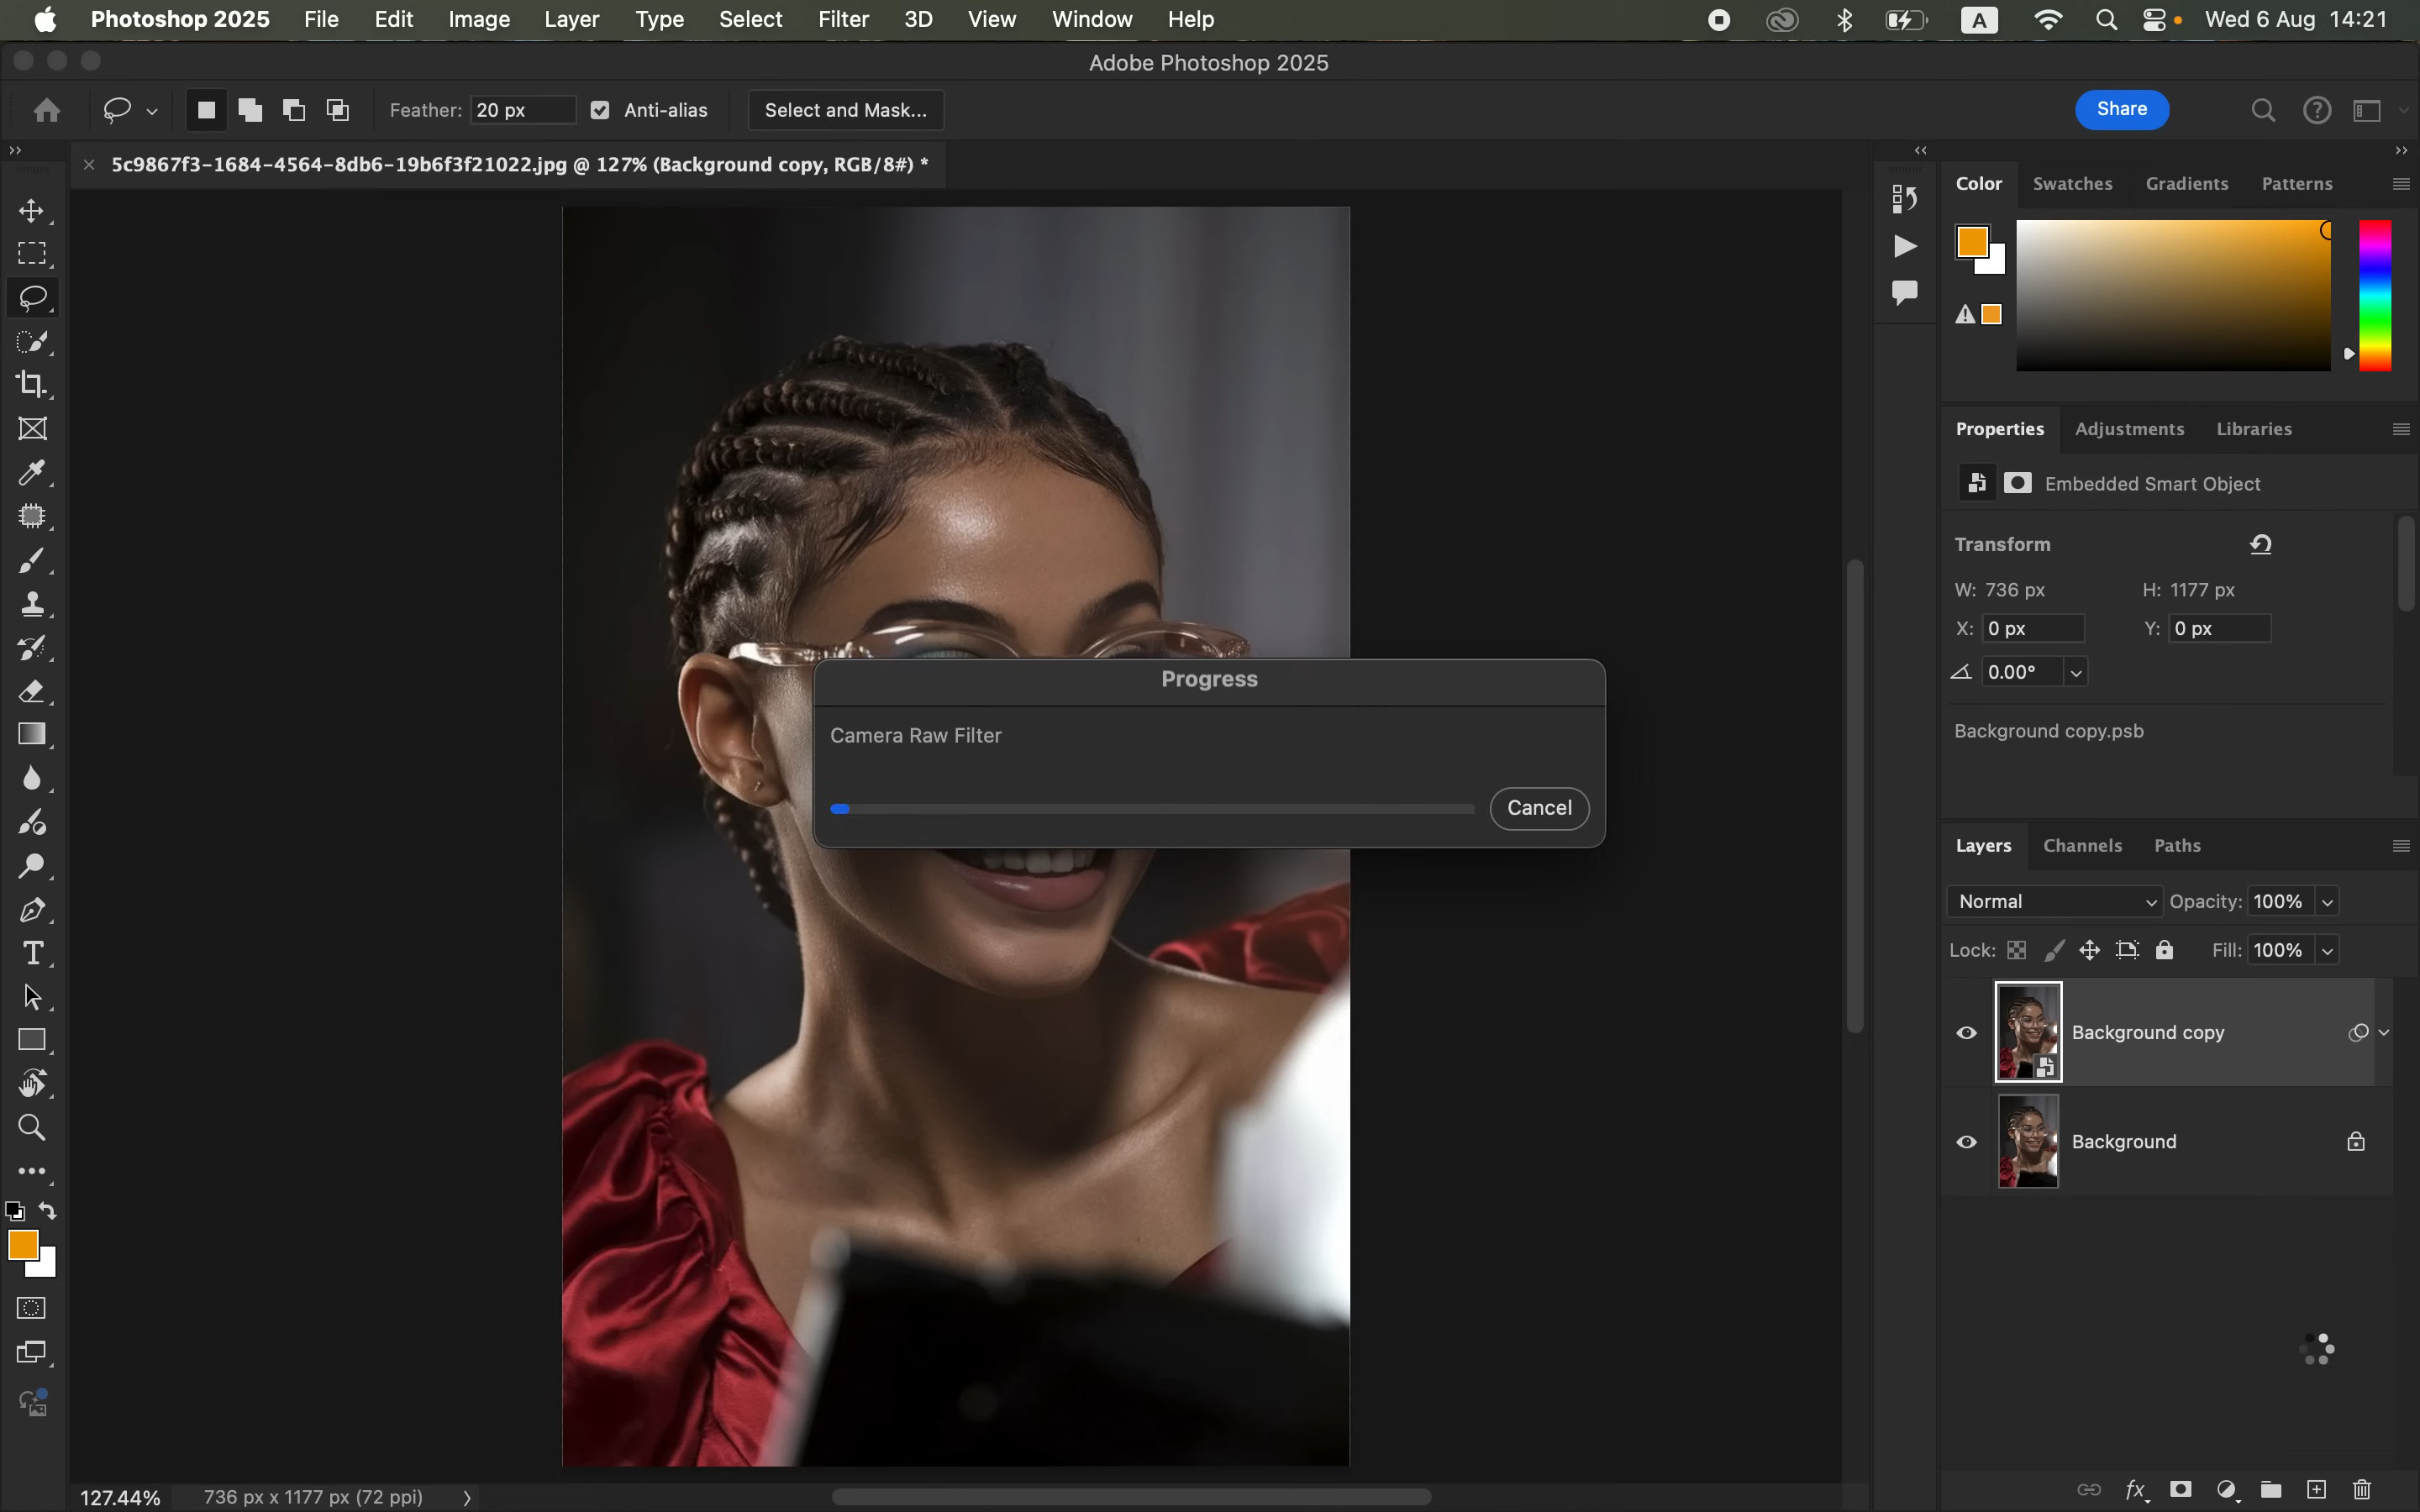 Photoshop 2025 File Edit Image Layer Type Select Filter 3D View Window Help A Wed 6 Aug 14:21
Adobe Photoshop 2025
Feather: 20 px Anti-alias Select and Mask... Share
5c9867f3-1684-4564-8db6-19b6f3f21022.jpg @ 127% (Background copy, RGB/8#) *
Color Swatches Gradients Patterns
Properties Adjustments Libraries
Embedded Smart Object
Transform
W: 736 px H: 1177 px
X: 0 px Y: 0 px
0.00°
Background copy.psb
Progress
Camera Raw Filter
Cancel
Layers Channels Paths
Normal Opacity: 100%
Lock: Fill: 100%
Background copy
Background
fx
127.44% 736 px x 1177 px (72 ppi)